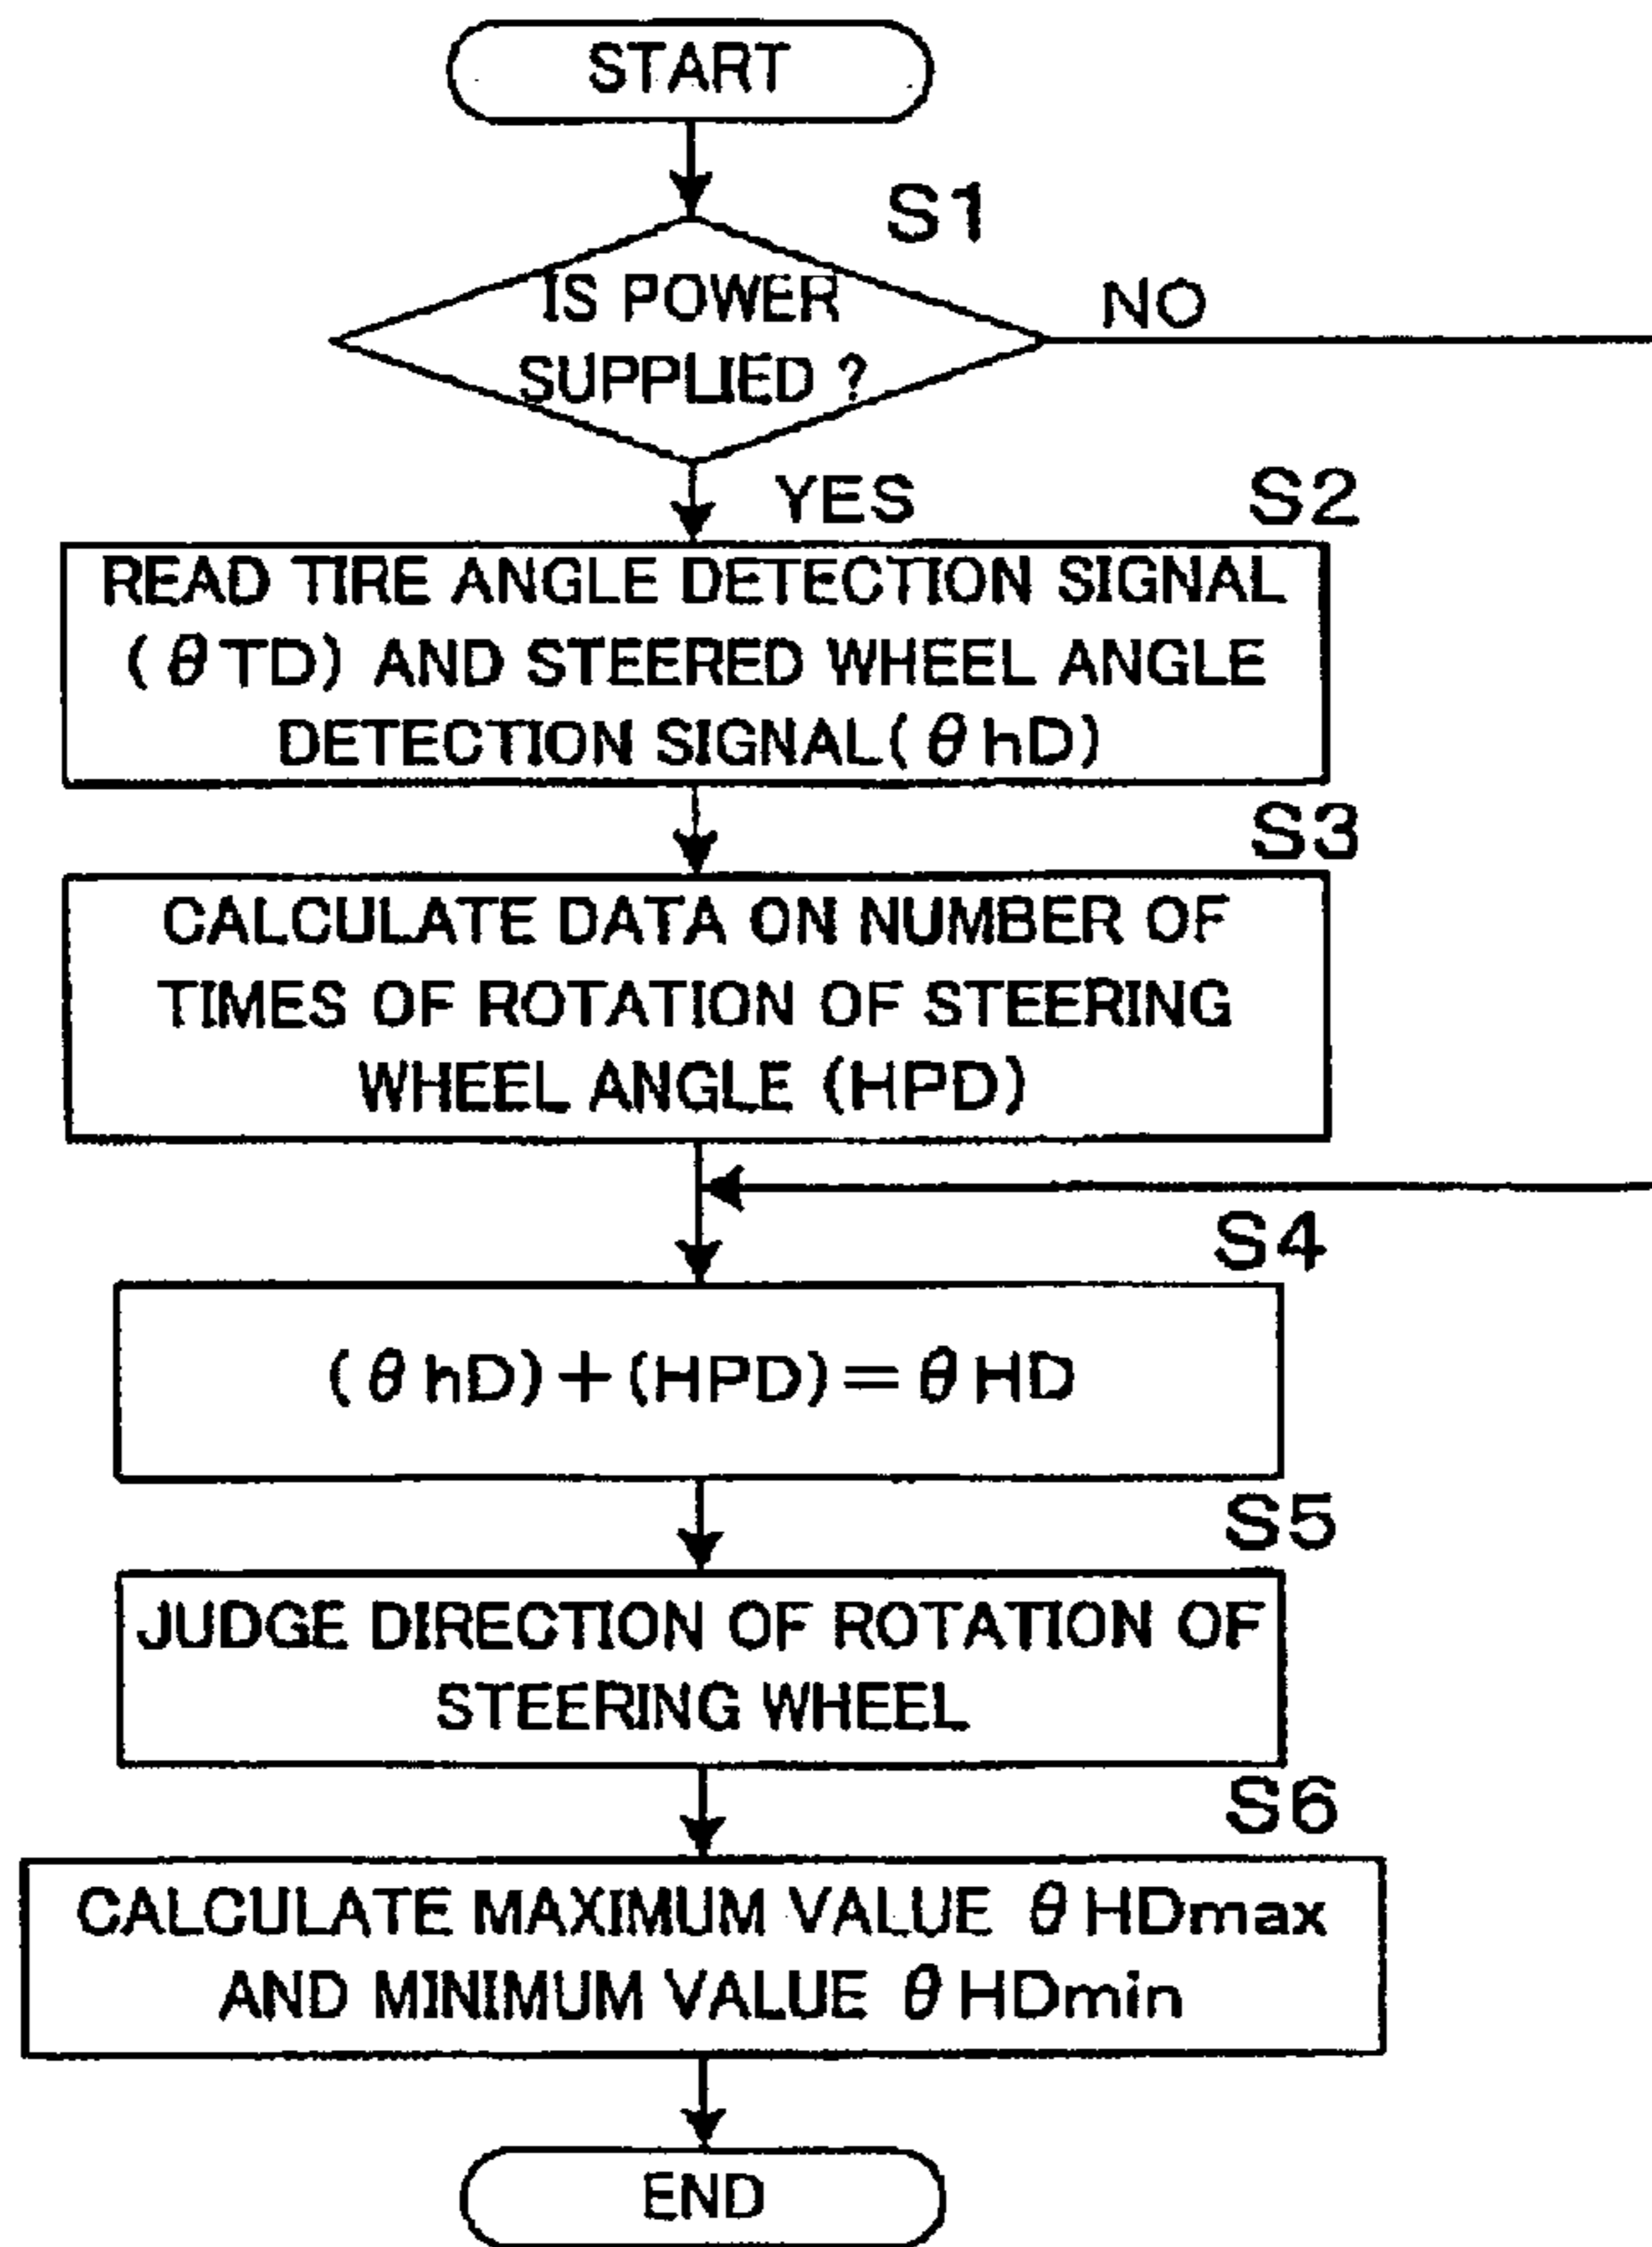 START
S1
IS POWER
SUPPLIED ?
NO
YES
S2
READ TIRE ANGLE DETECTION SIGNAL
(θTD) AND STEERED WHEEL ANGLE
DETECTION SIGNAL(θhD)
S3
CALCULATE DATA ON NUMBER OF
TIMES OF ROTATION OF STEERING
WHEEL ANGLE (HPD)
S4
(θhD)+(HPD)=θHD
S5
JUDGE DIRECTION OF ROTATION OF
STEERING WHEEL
S6
CALCULATE MAXIMUM VALUE θHDmax
AND MINIMUM VALUE θHDmin
END